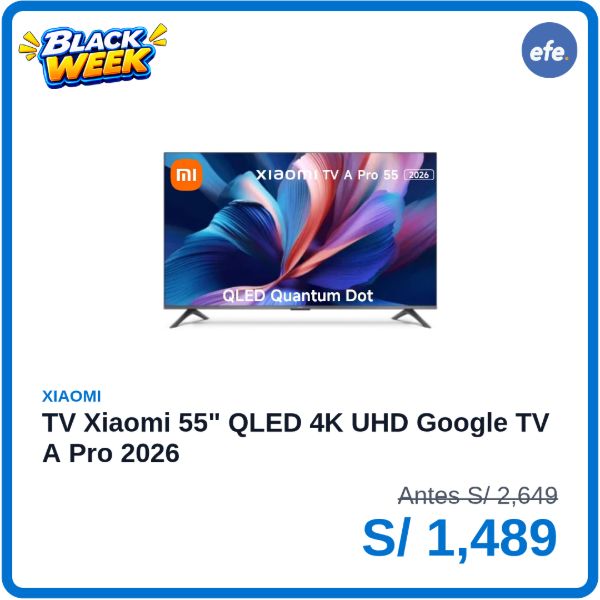 BLACK
WEEK
efe.
mi
xiaomi TV A Pro 55 2026
QLED Quantum Dot
XIAOMI
TV Xiaomi 55" QLED 4K UHD Google TV
A Pro 2026
Antes S/ 2,649
S/ 1,489